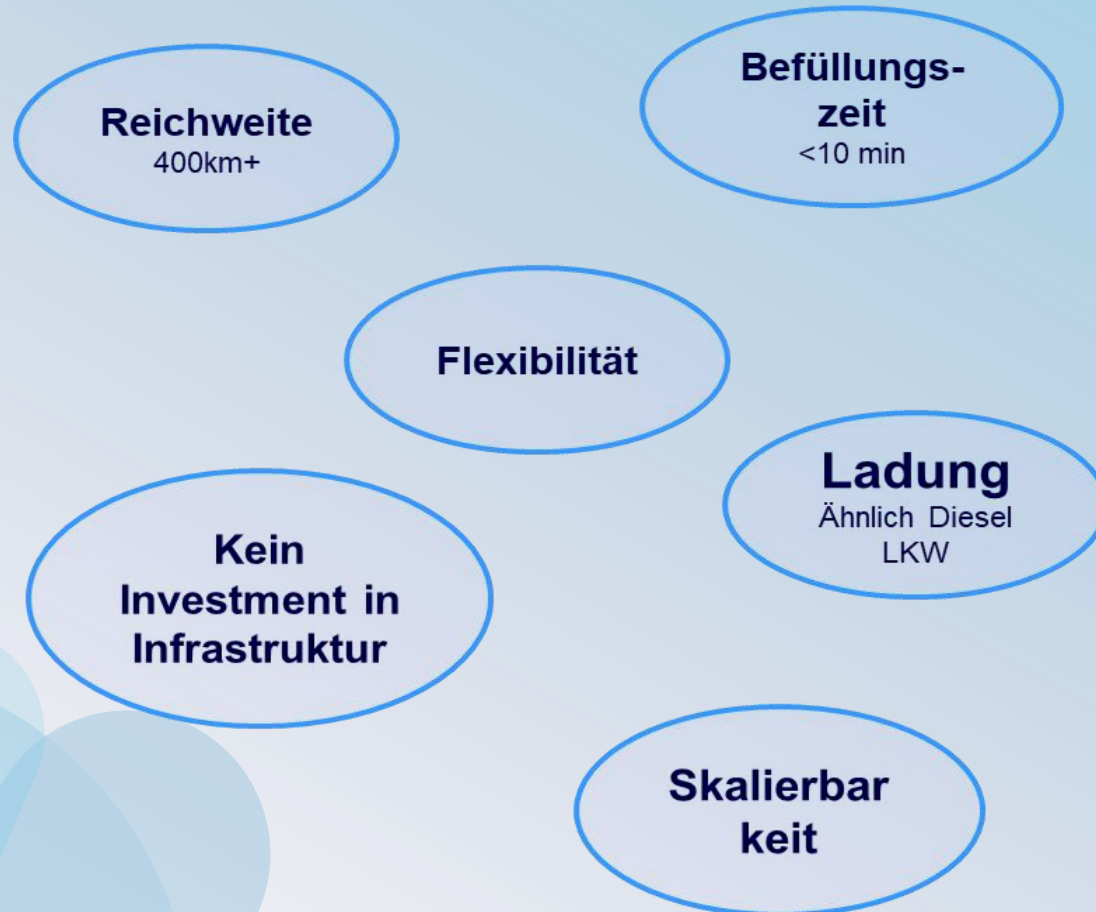 Reichweite
400km+
Befüllungs-
zeit
<10 min
Flexibilität
Ladung
Ähnlich Diesel
LKW
Kein
Investment in
Infrastruktur
Skalierbar
keit